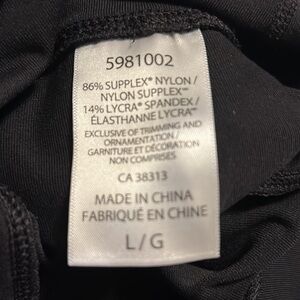 5981002
86% SUPPLEX® NYLON /
NYLON SUPPLEX™
14% LYCRA® SPANDEX /
ÉLASTHANNE LYCRA™
EXCLUSIVE OF TRIMMING AND
ORNAMENTATION /
GARNITURE ET DÉCORATION
NON COMPRISES
CA 38313
MADE IN CHINA
FABRIQUÉ EN CHINE
L/G